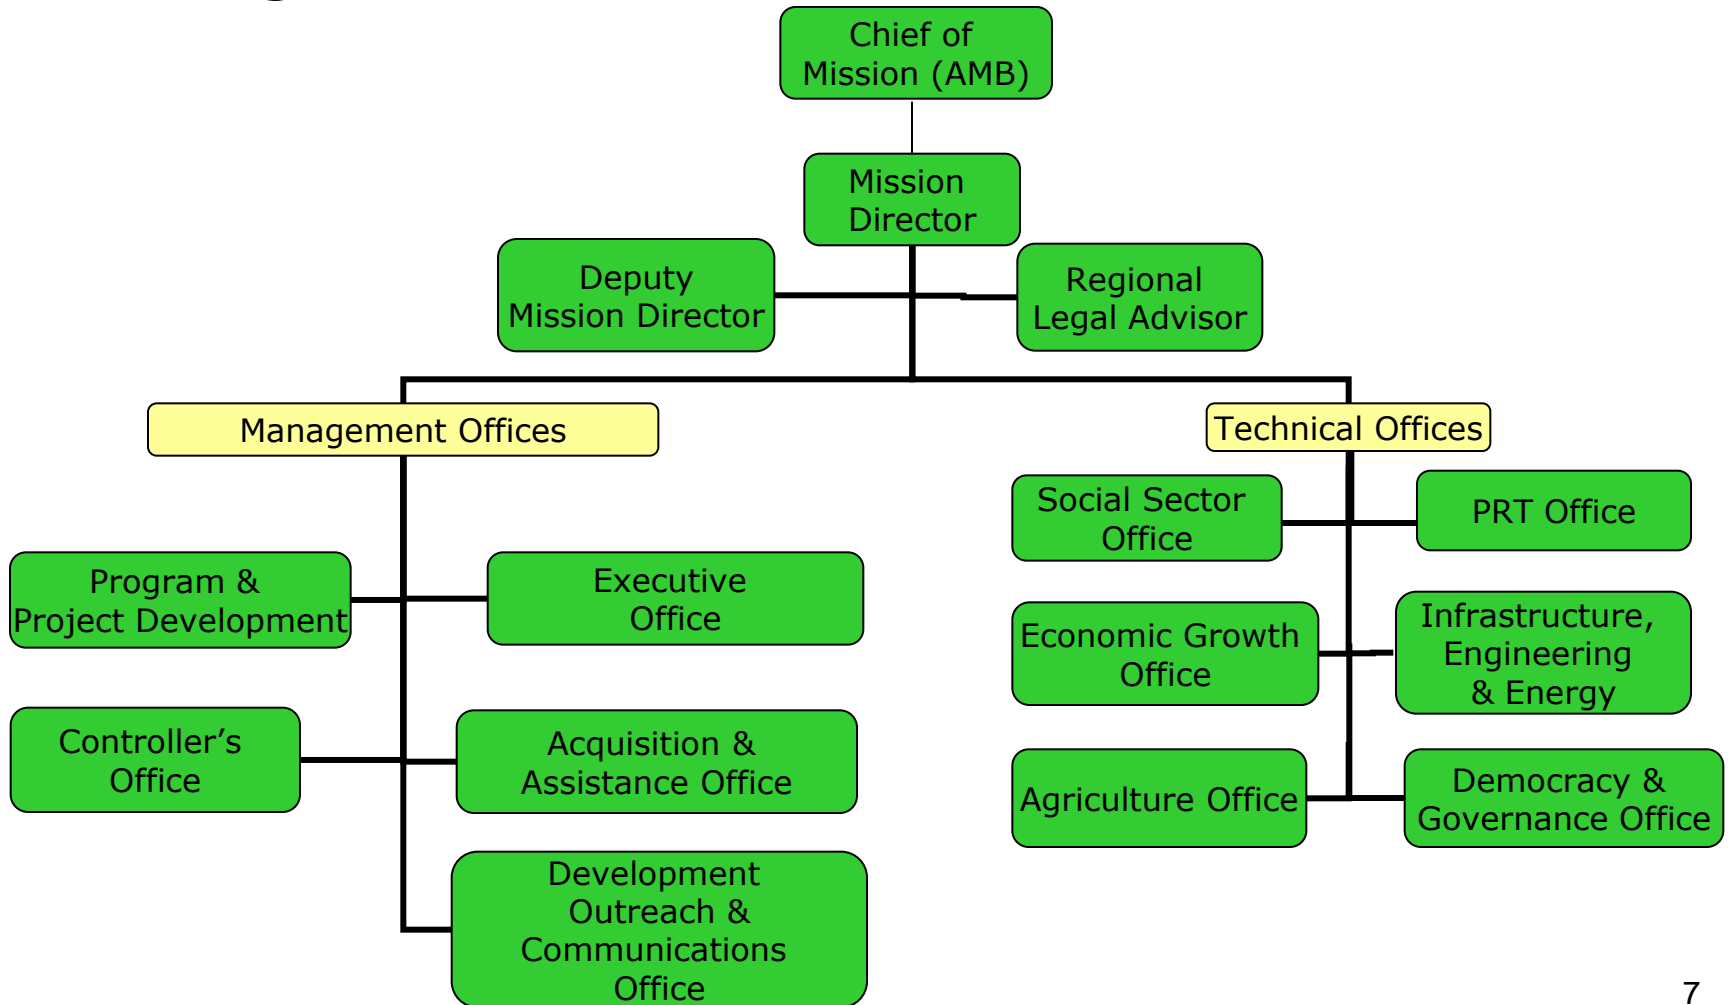 Chief of
Mission (AMB)
Mission
Director
Deputy
Mission Director
Regional
Legal Advisor
Management Offices
Technical Offices
Social Sector
Office
PRT Office
Program &
Project Development
Executive
Office
Economic Growth
Office
Infrastructure,
Engineering
& Energy
Controller’s
Office
Acquisition &
Assistance Office
Agriculture Office
Democracy &
Governance Office
Development
Outreach &
Communications
Office
7